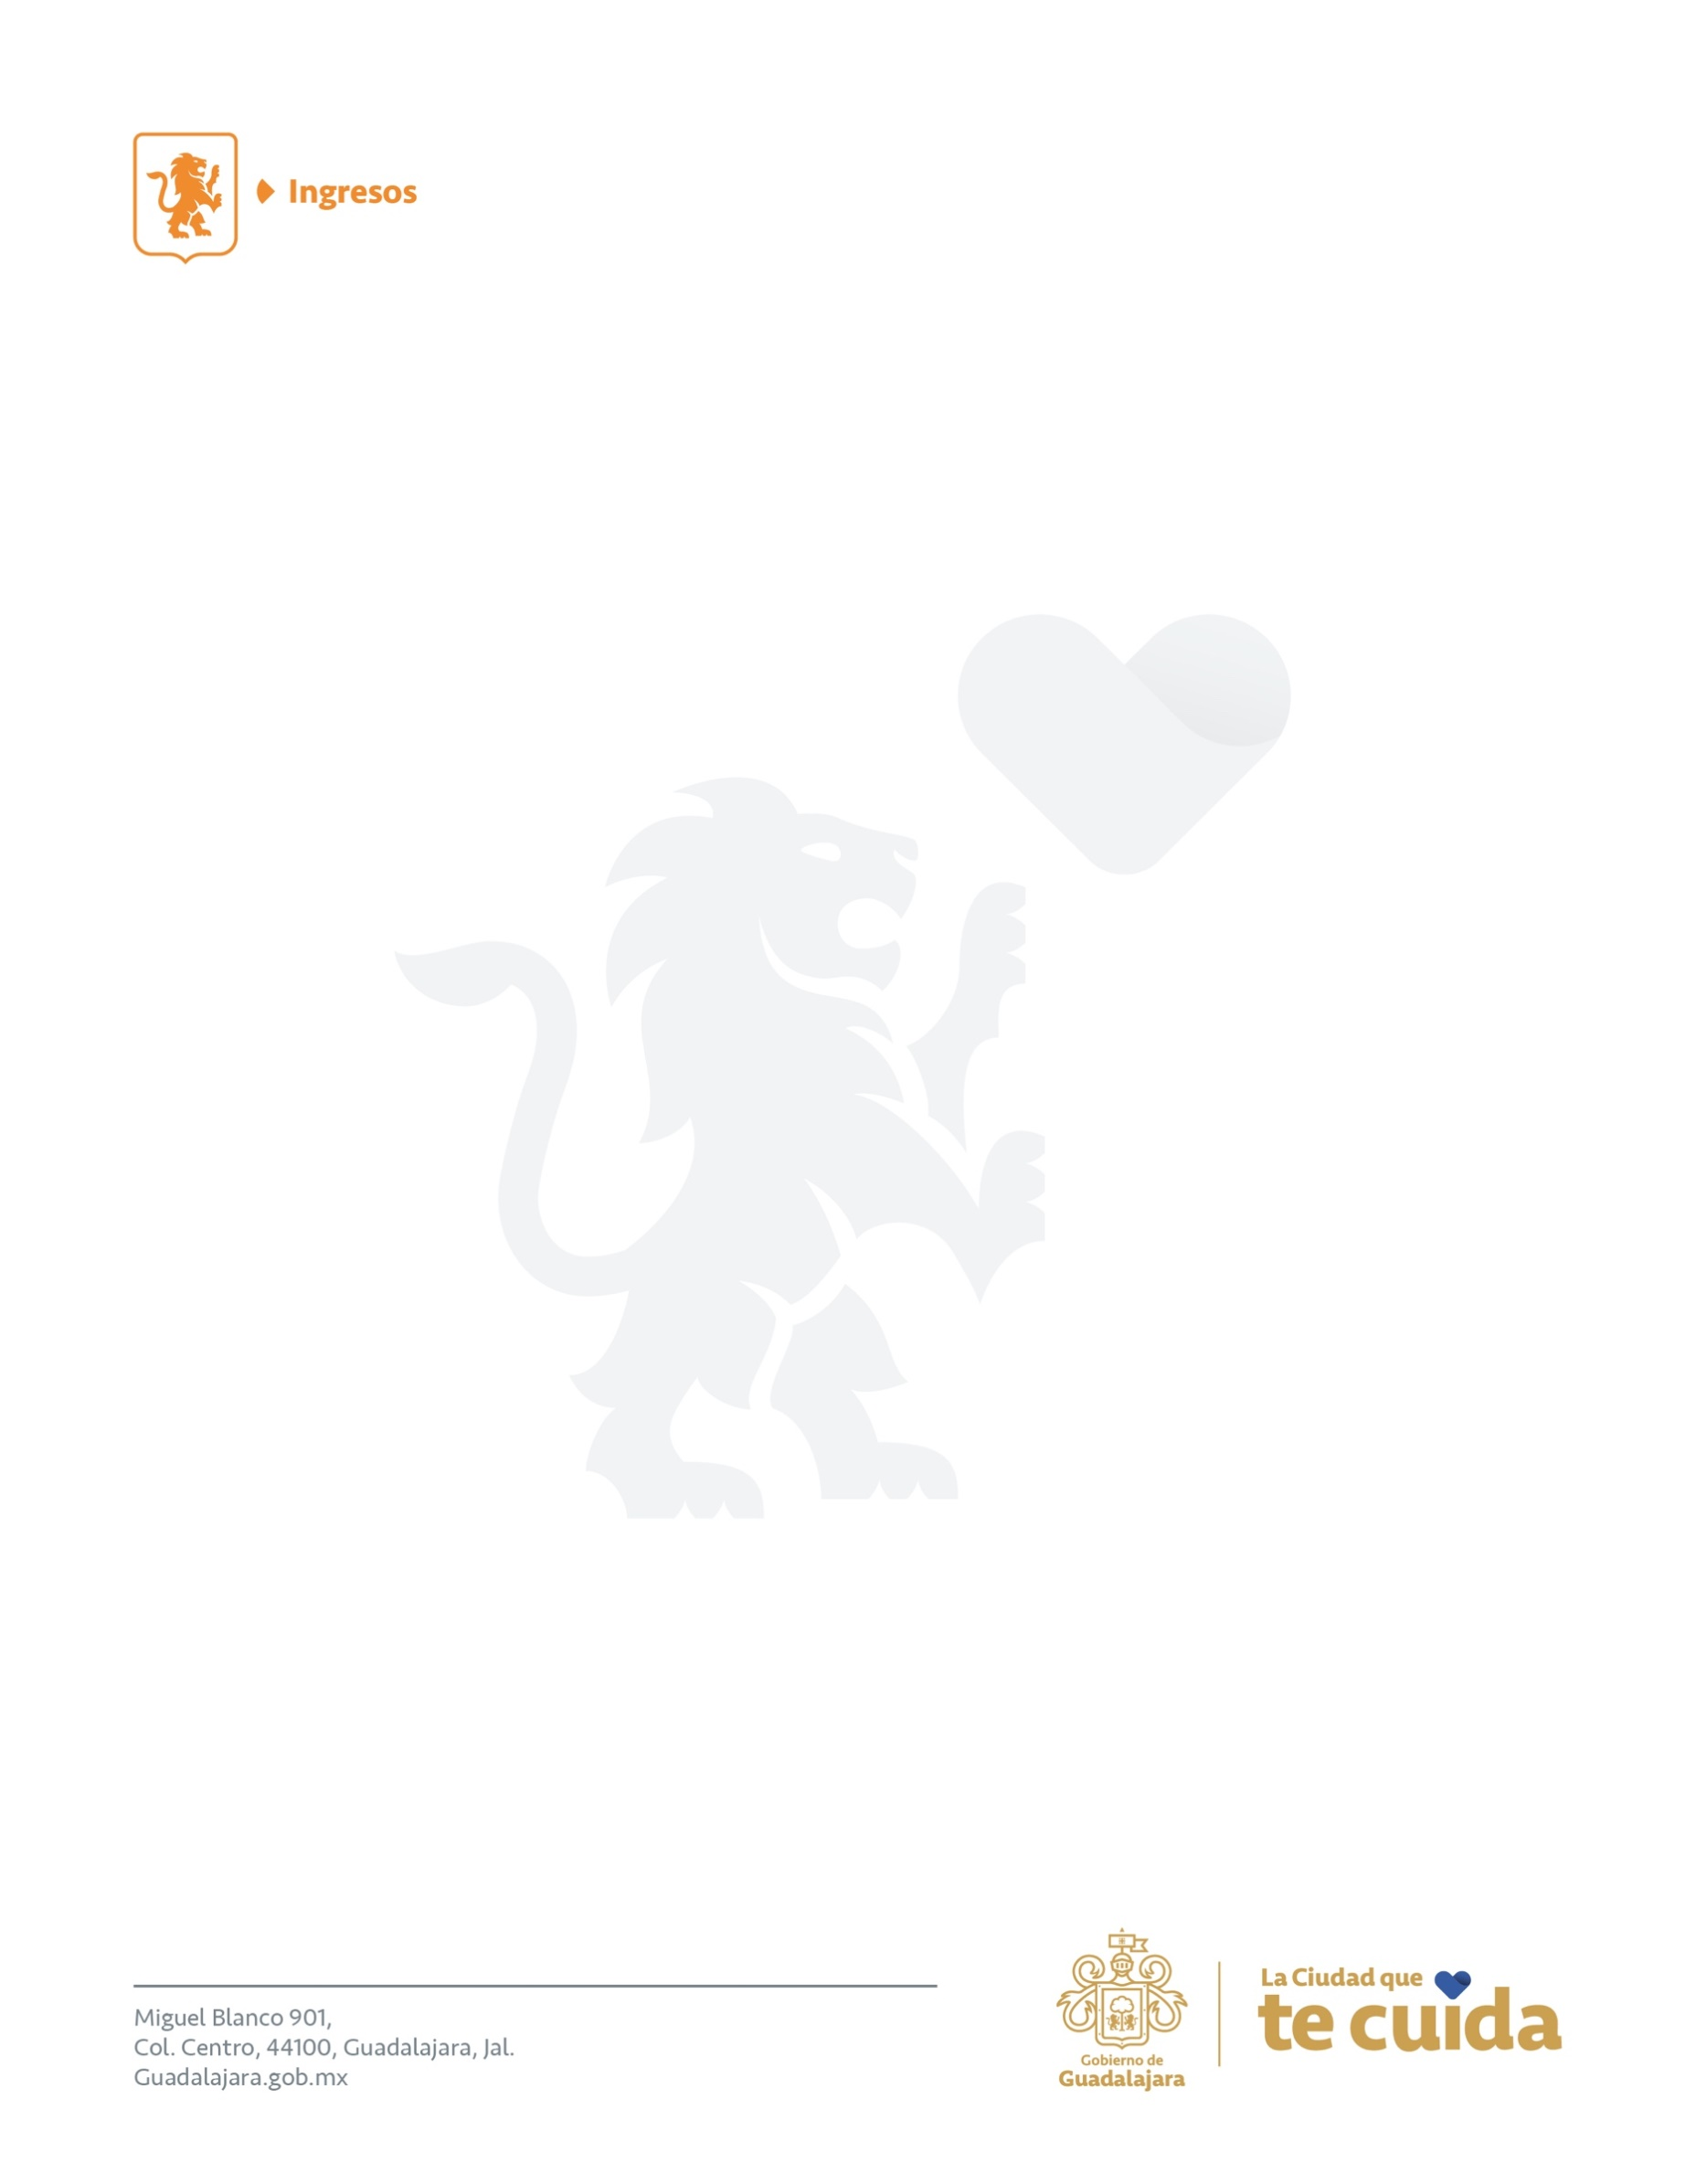 Ingresos
Miguel Blanco 901,
Col. Centro, 44100, Guadalajara, Jal.
Guadalajara.gob.mx
Gobierno de
Guadalajara
La Ciudad que
te cuida